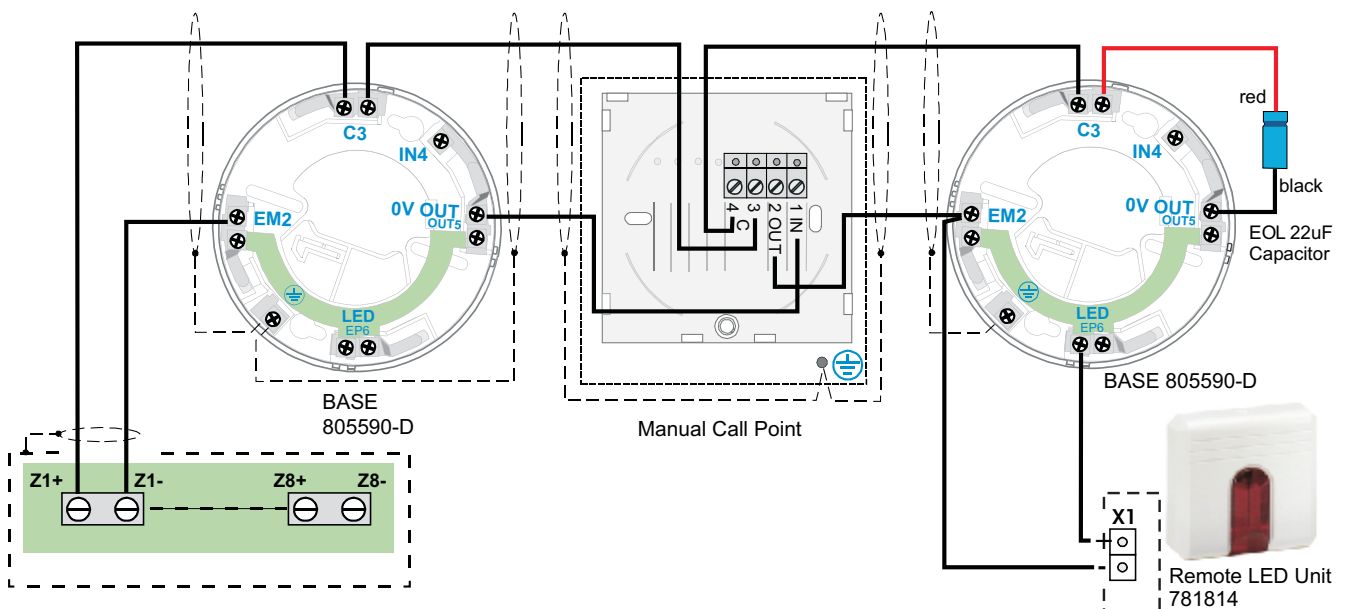 C3
IN4
EM2
0V OUT
OUT5
LED
EP6
BASE
805590-D
4
3
2
1
C
OUT
IN
Manual Call Point
C3
IN4
EM2
0V OUT
OUT5
LED
EP6
BASE 805590-D
red
black
EOL 22uF
Capacitor
Z1+ Z1- Z8+ Z8-
X1
+
-
Remote LED Unit
781814